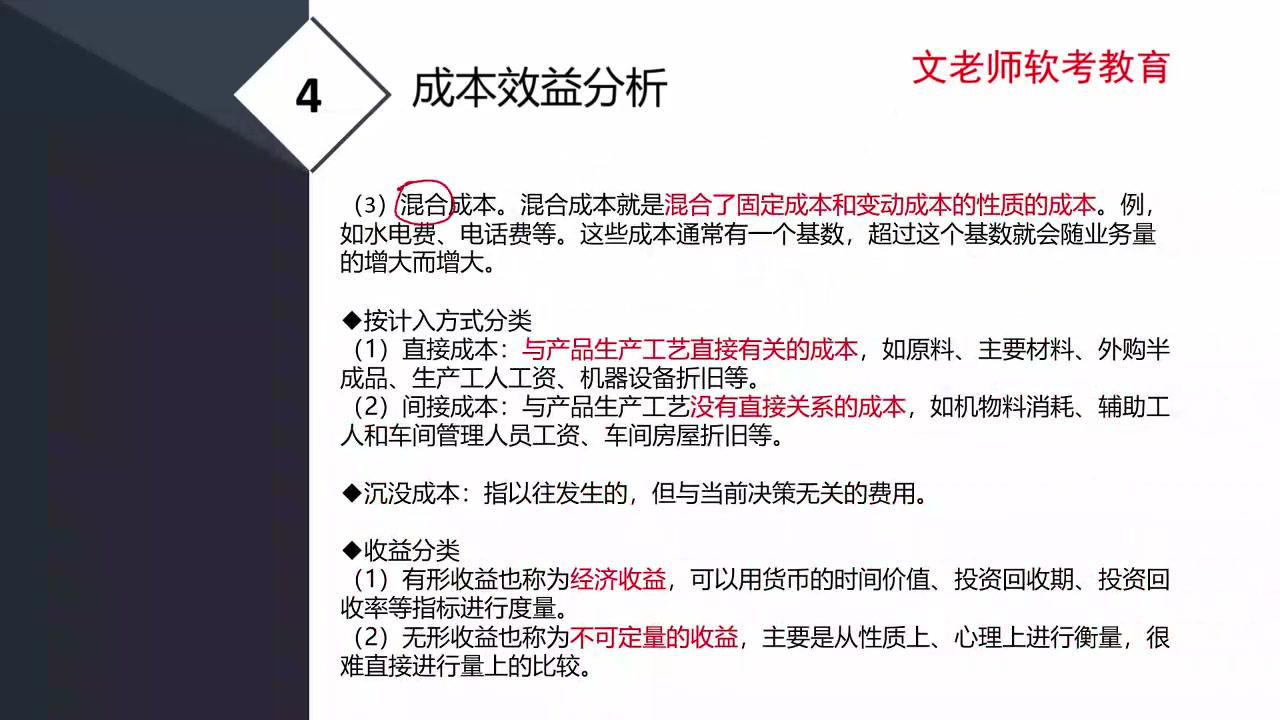 4
成本效益分析
文老师软考教育
（3）混合成本。混合成本就是混合了固定成本和变动成本的性质的成本。例，
如水电费、电话费等。这些成本通常有一个基数，超过这个基数就会随业务量
的增大而增大。
◆按计入方式分类
（1）直接成本：与产品生产工艺直接有关的成本，如原料、主要材料、外购半
成品、生产工人工资、机器设备折旧等。
（2）间接成本：与产品生产工艺没有直接关系的成本，如机物料消耗、辅助工
人和车间管理人员工资、车间房屋折旧等。
◆沉没成本：指以往发生的，但与当前决策无关的费用。
◆收益分类
（1）有形收益也称为经济收益，可以用货币的时间价值、投资回收期、投资回
收率等指标进行度量。
（2）无形收益也称为不可定量的收益，主要是从性质上、心理上进行衡量，很
难直接进行量上的比较。